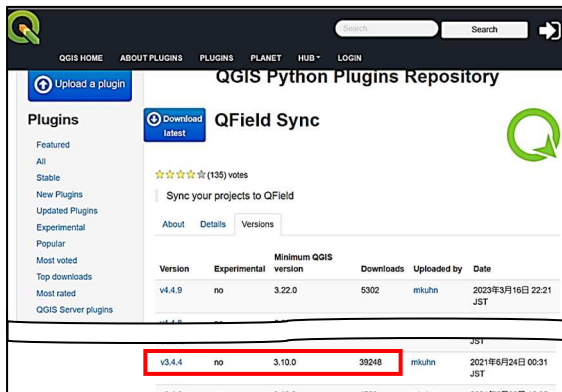 Search
Search
QGIS HOME ABOUT PLUGINS PLUGINS PLANET HUB LOGIN
Upload a plugin
QGIS Python Plugins Repository
Plugins
Download latest
QField Sync
Featured
All
Stable
New Plugins
Updated Plugins
Experimental
Popular
Most voted
Top downloads
Most rated
QGIS Server plugins
(135) votes
Sync your projects to QField
About Details Versions
Version Experimental Minimum QGIS version Downloads Uploaded by Date
v4.4.9 no 3.22.0 5302 mkuhn 2023年3月16日 22:21 JST
JST
v3.4.4 no 3.10.0 39248 mkuhn 2021年6月24日 00:31 JST